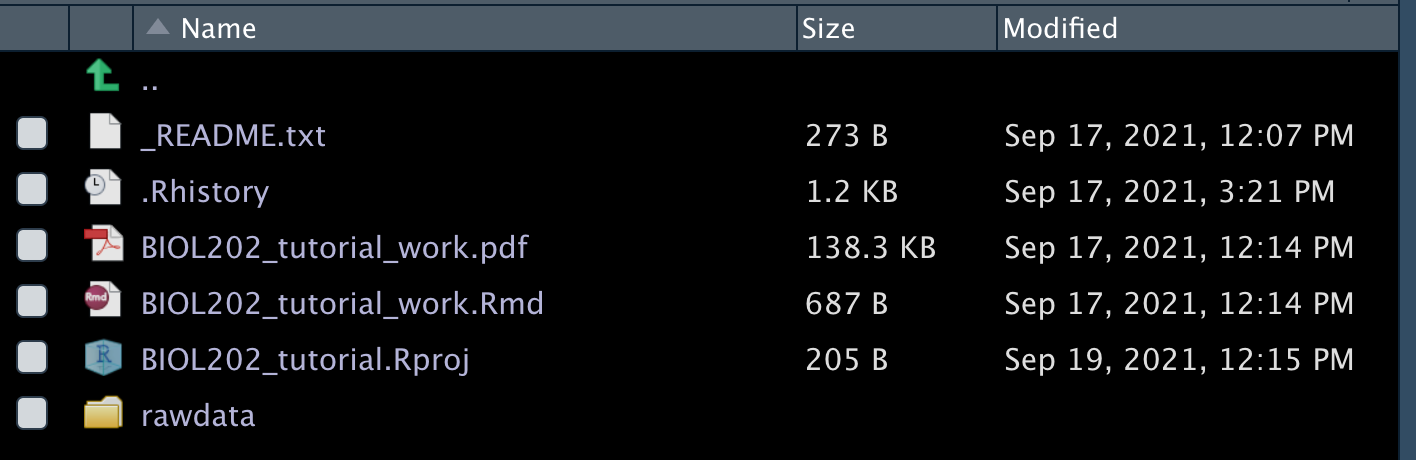 Name Size Modified
..
_README.txt 273 B Sep 17, 2021, 12:07 PM
.Rhistory 1.2 KB Sep 17, 2021, 3:21 PM
BIOL202_tutorial_work.pdf 138.3 KB Sep 17, 2021, 12:14 PM
Rmd BIOL202_tutorial_work.Rmd 687 B Sep 17, 2021, 12:14 PM
R BIOL202_tutorial.Rproj 205 B Sep 19, 2021, 12:15 PM
rawdata